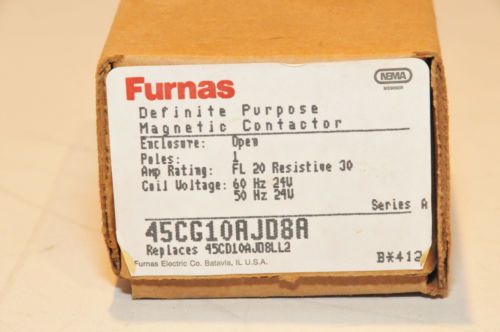 Furnas
NEMA
MEMBER
Definite Purpose
Magnetic Contactor
Enclosure: Open
Poles: 1
Amp Rating: FL 20 Resistive 30
Coil Voltage: 60 Hz 24V
50 Hz 24V
Series A
45CG10AJD8A
Replaces 45CD10AJD8LL2
Furnas Electric Co. Batavia, IL U.S.A.
B*412